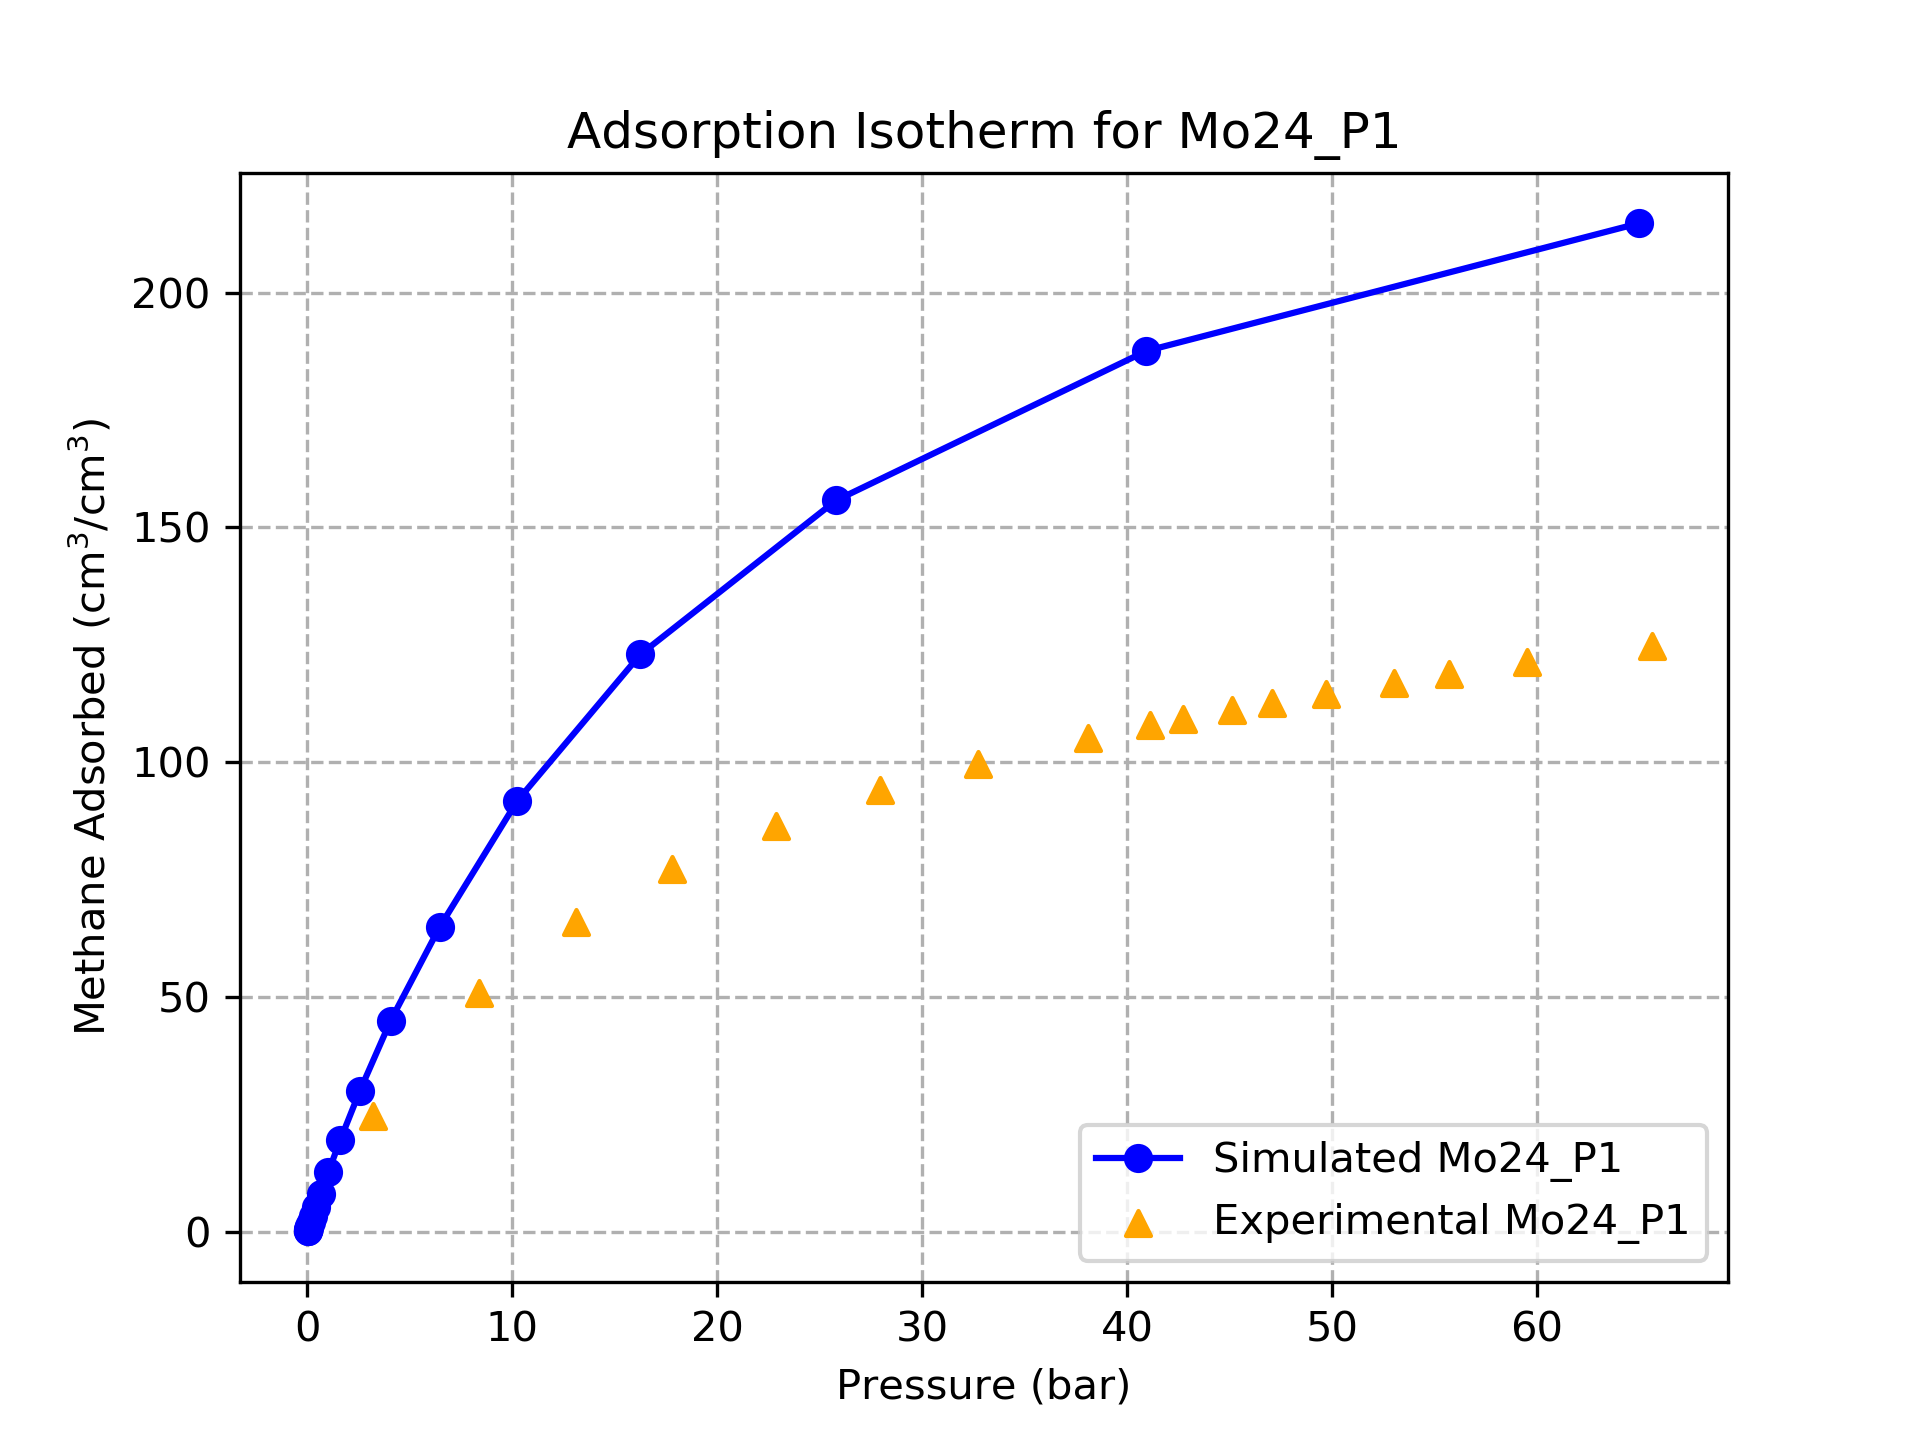 Adsorption Isotherm for Mo24_P1
Methane Adsorbed (cm³/cm³)
200
150
100
50
0
Simulated Mo24_P1
Experimental Mo24_P1
0 10 20 30 40 50 60
Pressure (bar)